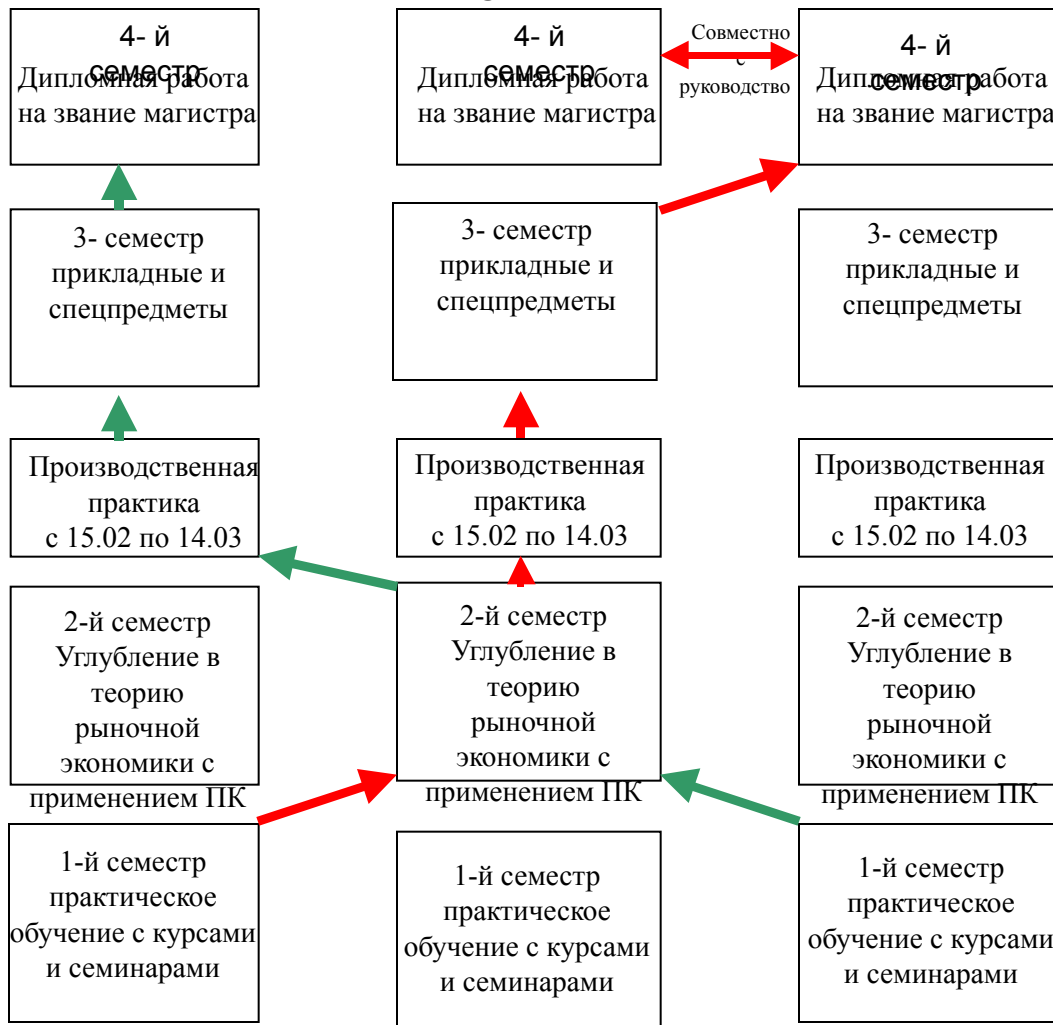 4- й
семестр
Дипломная работа
на звание магистра
4- й
семестр
Дипломная работа
на звание магистра
Совместно
с
руководство
4- й
семестр
Дипломная работа
на звание магистра
3- семестр
прикладные и
спецпредметы
3- семестр
прикладные и
спецпредметы
3- семестр
прикладные и
спецпредметы
Производственная
практика
с 15.02 по 14.03
Производственная
практика
с 15.02 по 14.03
Производственная
практика
с 15.02 по 14.03
2-й семестр
Углубление в
теорию
рыночной
экономики с
применением ПК
2-й семестр
Углубление в
теорию
рыночной
экономики с
применением ПК
2-й семестр
Углубление в
теорию
рыночной
экономики с
применением ПК
1-й семестр
практическое
обучение с курсами
и семинарами
1-й семестр
практическое
обучение с курсами
и семинарами
1-й семестр
практическое
обучение с курсами
и семинарами